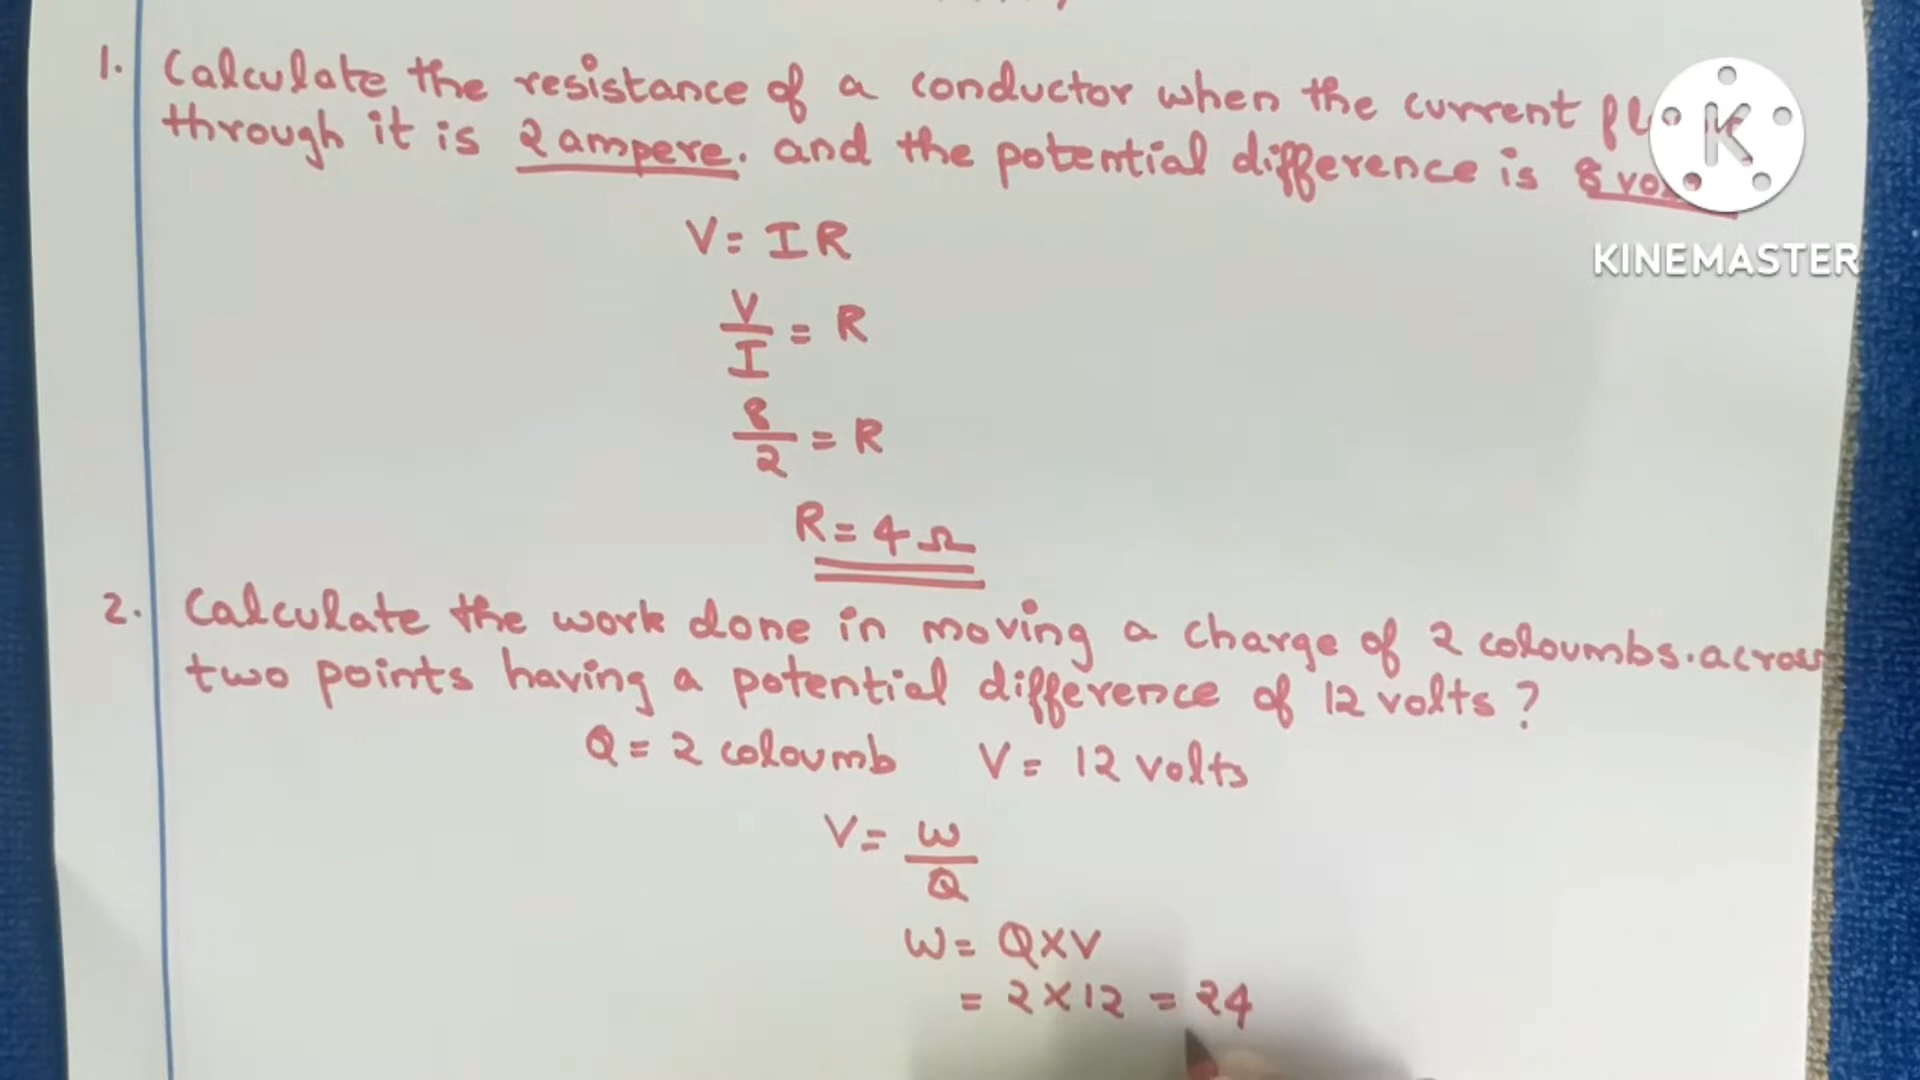 1. Calculate the resistance of a conductor when the current
through it is 2 ampere. and the potential difference is 8
K
KINEMASTER
V = I R
V/I = R
8/2 = R
R = 4 Ω
2. Calculate the work done in moving a charge of 2 coloumbs. across
two points having a potential difference of 12 volts ?
Q = 2 coloumb V = 12 volts
V = W/Q
W = Q X V
= 2 X 12 = 24